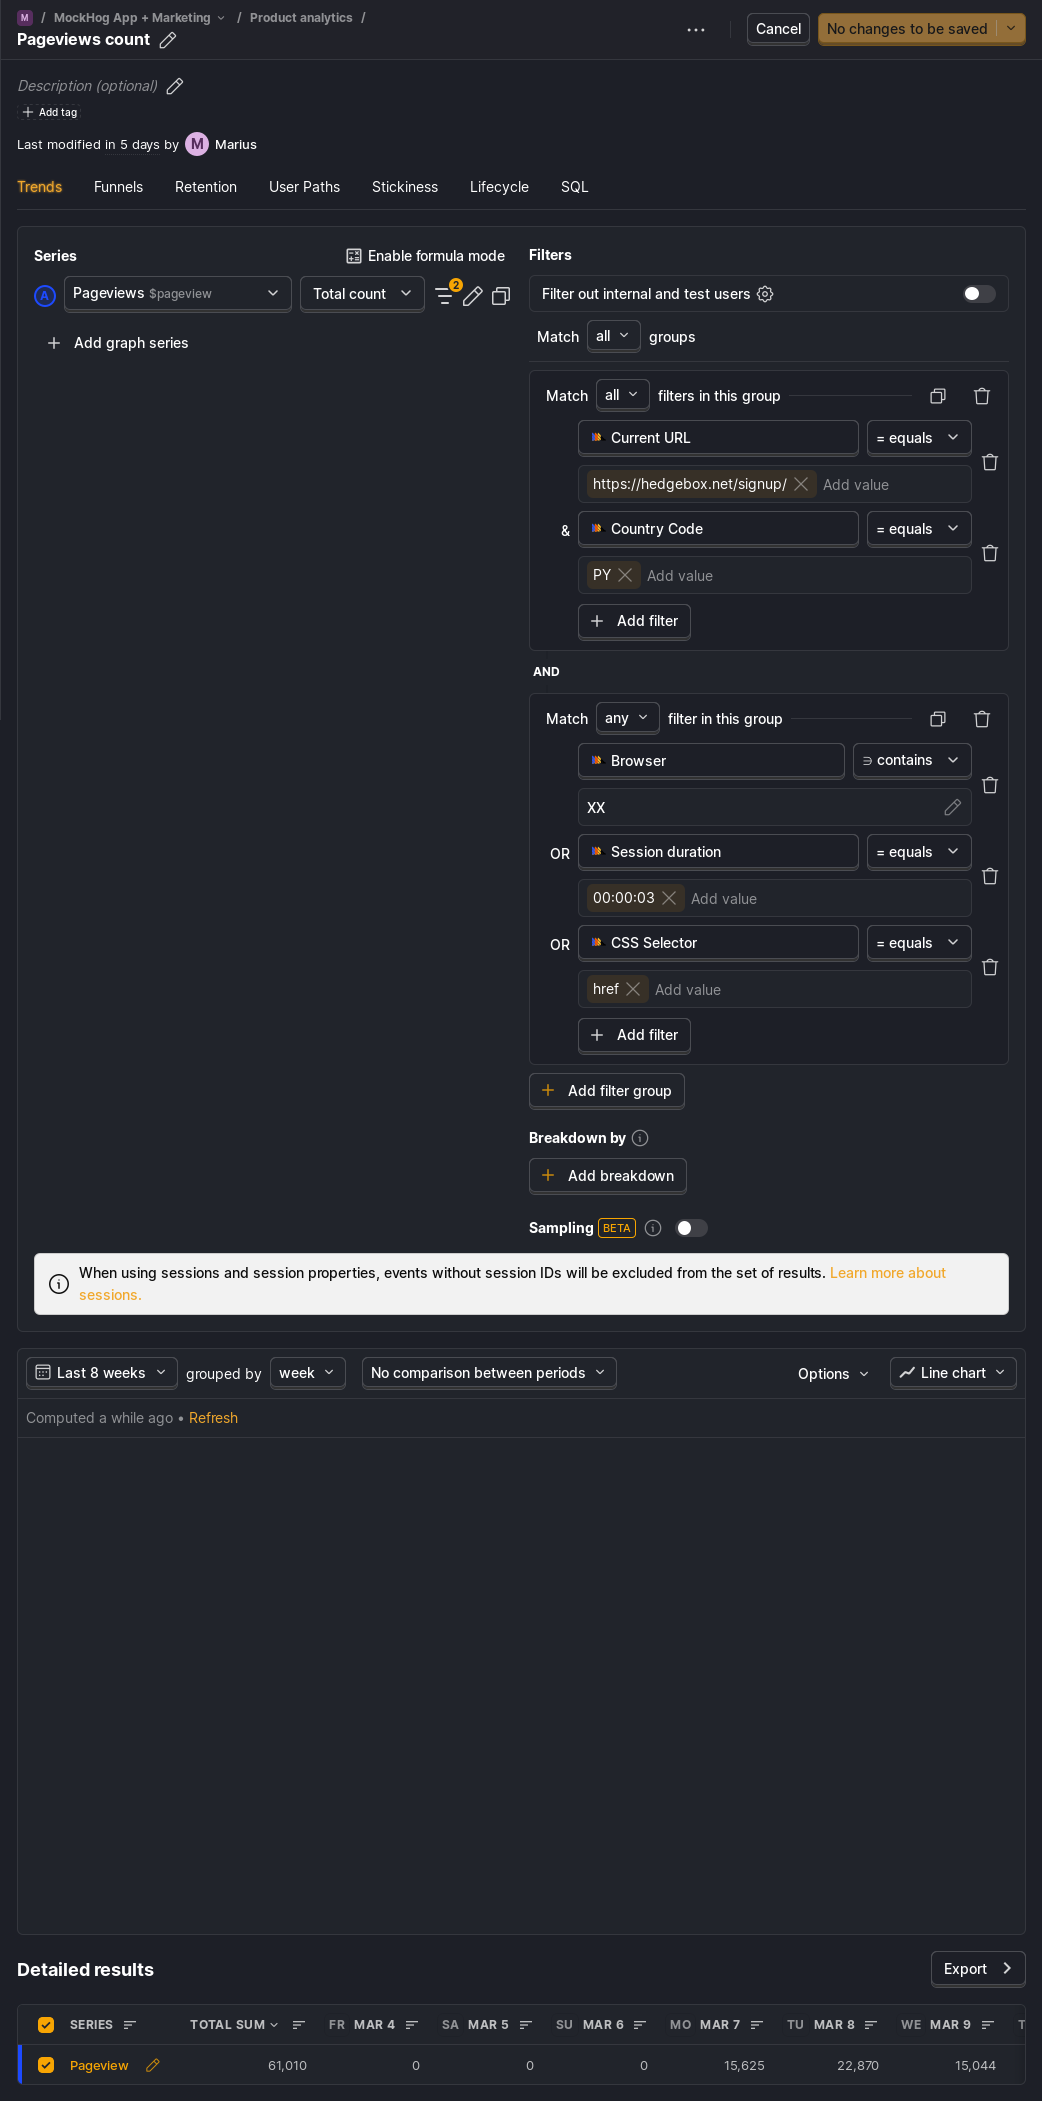 M / MockHog App + Marketing / Product analytics /
Pageviews count
Cancel
No changes to be saved
Description (optional)
Add tag
Last modified in 5 days by M Marius
Trends Funnels Retention User Paths Stickiness Lifecycle SQL
Series
Enable formula mode
A Pageviews $pageview
Total count
2
Add graph series
Filters
Filter out internal and test users
Match all groups
Match all filters in this group
Current URL
= equals
https://hedgebox.net/signup/ Add value
& Country Code
= equals
PY Add value
Add filter
AND
Match any filter in this group
Browser
∋ contains
XX
OR Session duration
= equals
00:00:03 Add value
OR CSS Selector
= equals
href Add value
Add filter
Add filter group
Breakdown by
Add breakdown
Sampling BETA
When using sessions and session properties, events without session IDs will be excluded from the set of results. Learn more about
sessions.
Last 8 weeks grouped by week No comparison between periods Options Line chart
Computed a while ago • Refresh
Detailed results
Export
SERIES TOTAL SUM FR MAR 4 SA MAR 5 SU MAR 6 MO MAR 7 TU MAR 8 WE MAR 9 T
Pageview 61,010 0 0 0 15,625 22,870 15,044